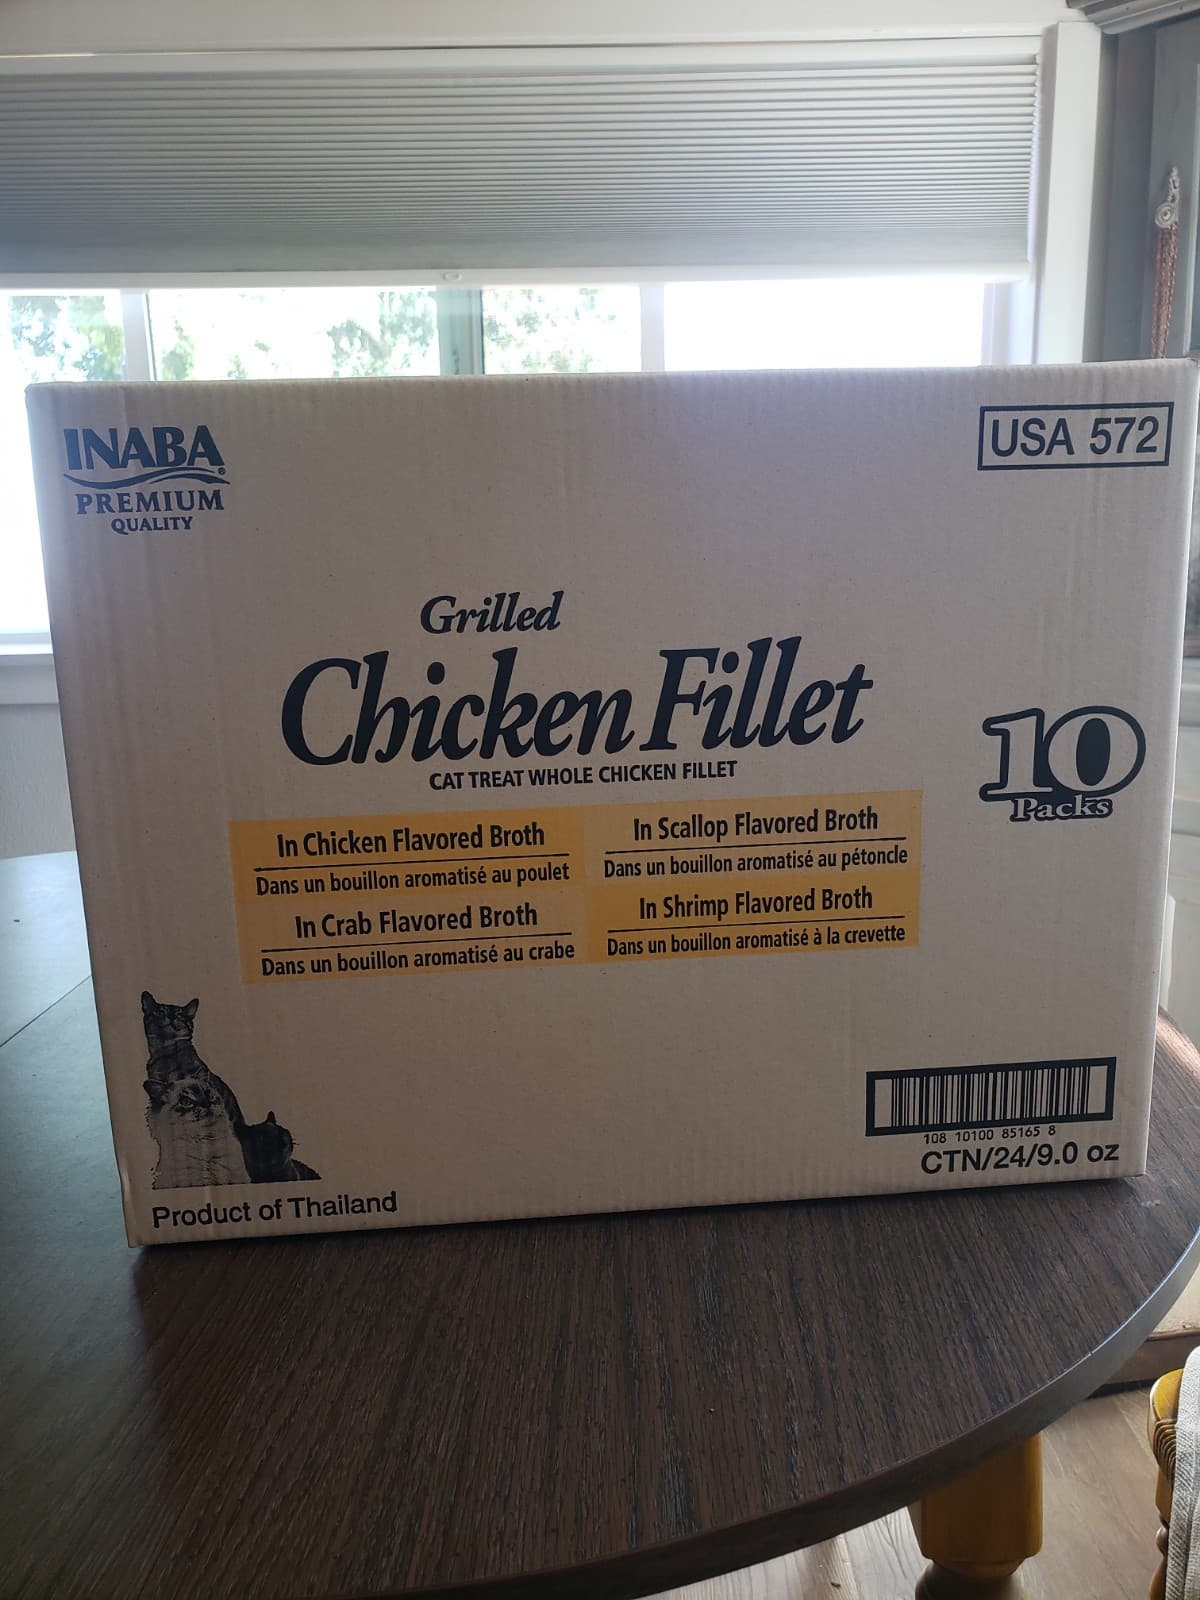 INABA®
PREMIUM
QUALITY
USA 572
Grilled
Chicken Fillet
CAT TREAT WHOLE CHICKEN FILLET
10
Packs
In Chicken Flavored Broth
Dans un bouillon aromatisé au poulet
In Scallop Flavored Broth
Dans un bouillon aromatisé au pétoncle
In Crab Flavored Broth
Dans un bouillon aromatisé au crabe
In Shrimp Flavored Broth
Dans un bouillon aromatisé à la crevette
108 10100 85165 8
CTN/24/9.0 oz
Product of Thailand